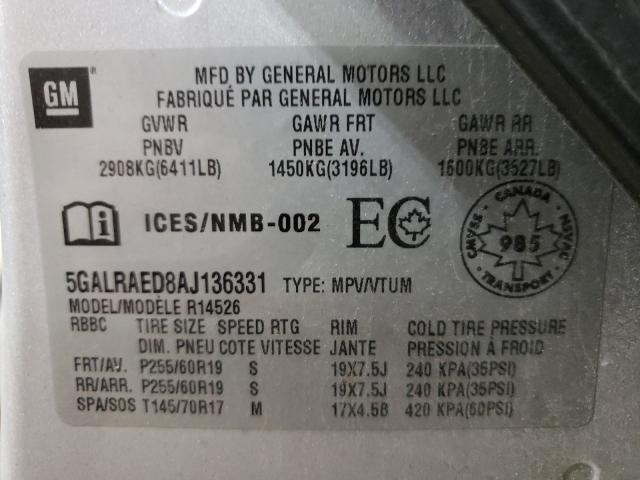 GM®
MFD BY GENERAL MOTORS LLC
FABRIQUÉ PAR GENERAL MOTORS LLC
GVWR GAWR FRT GAWR RR
PNBV PNBE AV. PNBE ARR.
2908KG(6411LB) 1450KG(3196LB) 1600KG(3527LB)
i ICES/NMB-002 EC
CANADA
CMVSS - NSVAC
985
TRANSPORT
5GALRAED8AJ136331 TYPE: MPV/VTUM
MODEL/MODÈLE R14526
RBBC TIRE SIZE SPEED RTG RIM COLD TIRE PRESSURE
DIM. PNEU COTE VITESSE JANTE PRESSION À FROID
FRT/AV. P255/60R19 S 19X7.5J 240 KPA(35PSI)
RR/ARR. P255/60R19 S 19X7.5J 240 KPA(35PSI)
SPA/SOS T145/70R17 M 17X4.5B 420 KPA(60PSI)